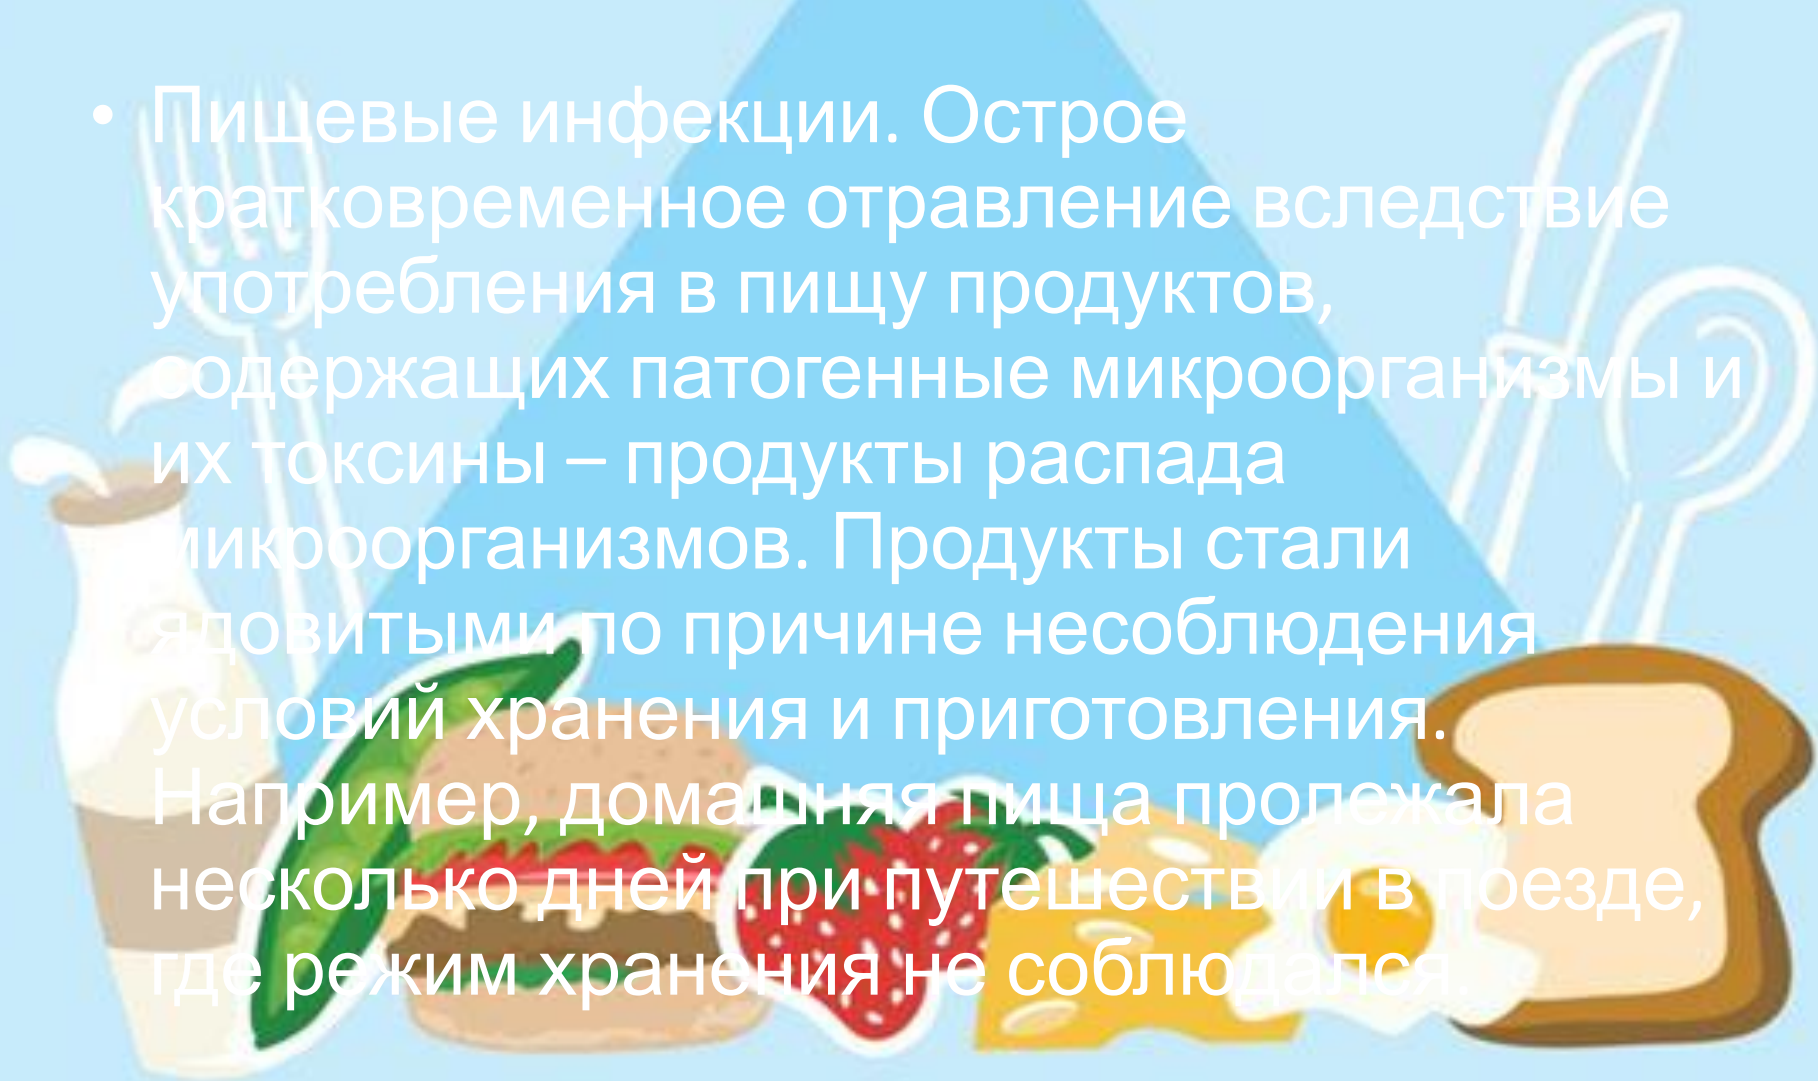 • Пищевые инфекции. Острое
кратковременное отравление вследствие
употребления в пищу продуктов,
содержащих патогенные микроорганизмы и
их токсины – продукты распада
микроорганизмов. Продукты стали
ядовитыми по причине несоблюдения
условий хранения и приготовления.
Например, домашняя пища пролежала
несколько дней при путешествии в поезде,
где режим хранения не соблюдался.